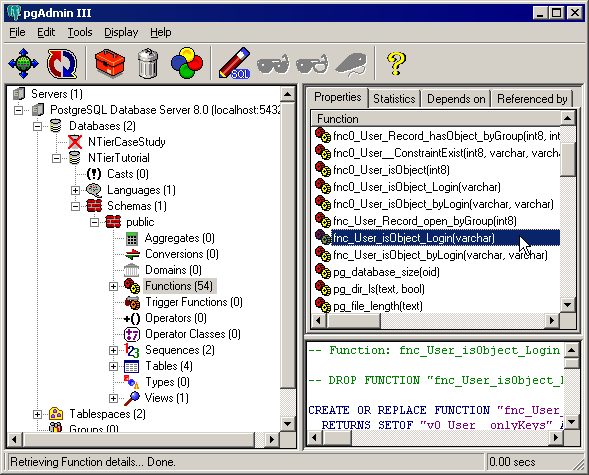 pgAdmin III
File Edit Tools Display Help
SQL
Servers (1)
PostgreSQL Database Server 8.0 (localhost:5432
Databases (2)
NTierCaseStudy
NTierTutorial
Casts (0)
Languages (1)
Schemas (1)
public
Aggregates (0)
Conversions (0)
Domains (0)
Functions (54)
Trigger Functions (0)
Operators (0)
Operator Classes (0)
Sequences (2)
Tables (4)
Types (0)
Views (1)
Tablespaces (2)
Groups (0)
Properties Statistics Depends on Referenced by
Function
fnc0_User_Record_hasObject_byGroup(int8, int
fnc0_User__ConstraintExist(int8, varchar, varcha
fnc0_User_isObject(int8)
fnc0_User_isObject_Login(varchar)
fnc0_User_isObject_byLogin(varchar, varchar)
fnc_User_Record_open_byGroup(int8)
fnc_User_isObject_Login(varchar)
fnc_User_isObject_byLogin(varchar, varchar)
pg_database_size(oid)
pg_dir_ls(text, bool)
pg_file_length(text)
-- Function: fnc_User_isObject_Login
-- DROP FUNCTION "fnc_User_isObject_
CREATE OR REPLACE FUNCTION "fnc_User_
RETURNS SETOF "v0_User__onlyKeys" A
Retrieving Function details... Done.
0.00 secs